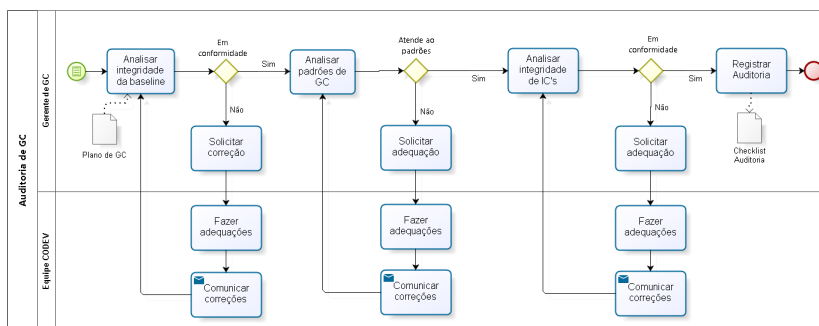 Auditoria de GC
Gerente de GC
Analisar
integridade
da baseline
Plano de GC
Em
conformidade
Sim
Não
Solicitar
correção
Analisar
padrões de
GC
Atende ao
padrões
Sim
Não
Solicitar
adequação
Analisar
integridade
de IC's
Em
conformidade
Sim
Não
Solicitar
adequação
Registrar
Auditoria
Checklist
Auditoria
Equipe CODEV
Fazer
adequações
Comunicar
correções
Fazer
adequações
Comunicar
correções
Fazer
adequações
Comunicar
correções